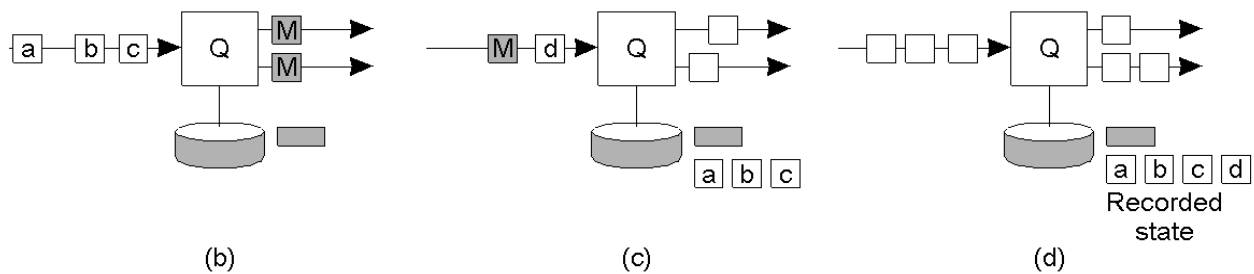 a b c Q M M
M d Q
Q
a b c
a b c d
Recorded
state
(b) (c) (d)